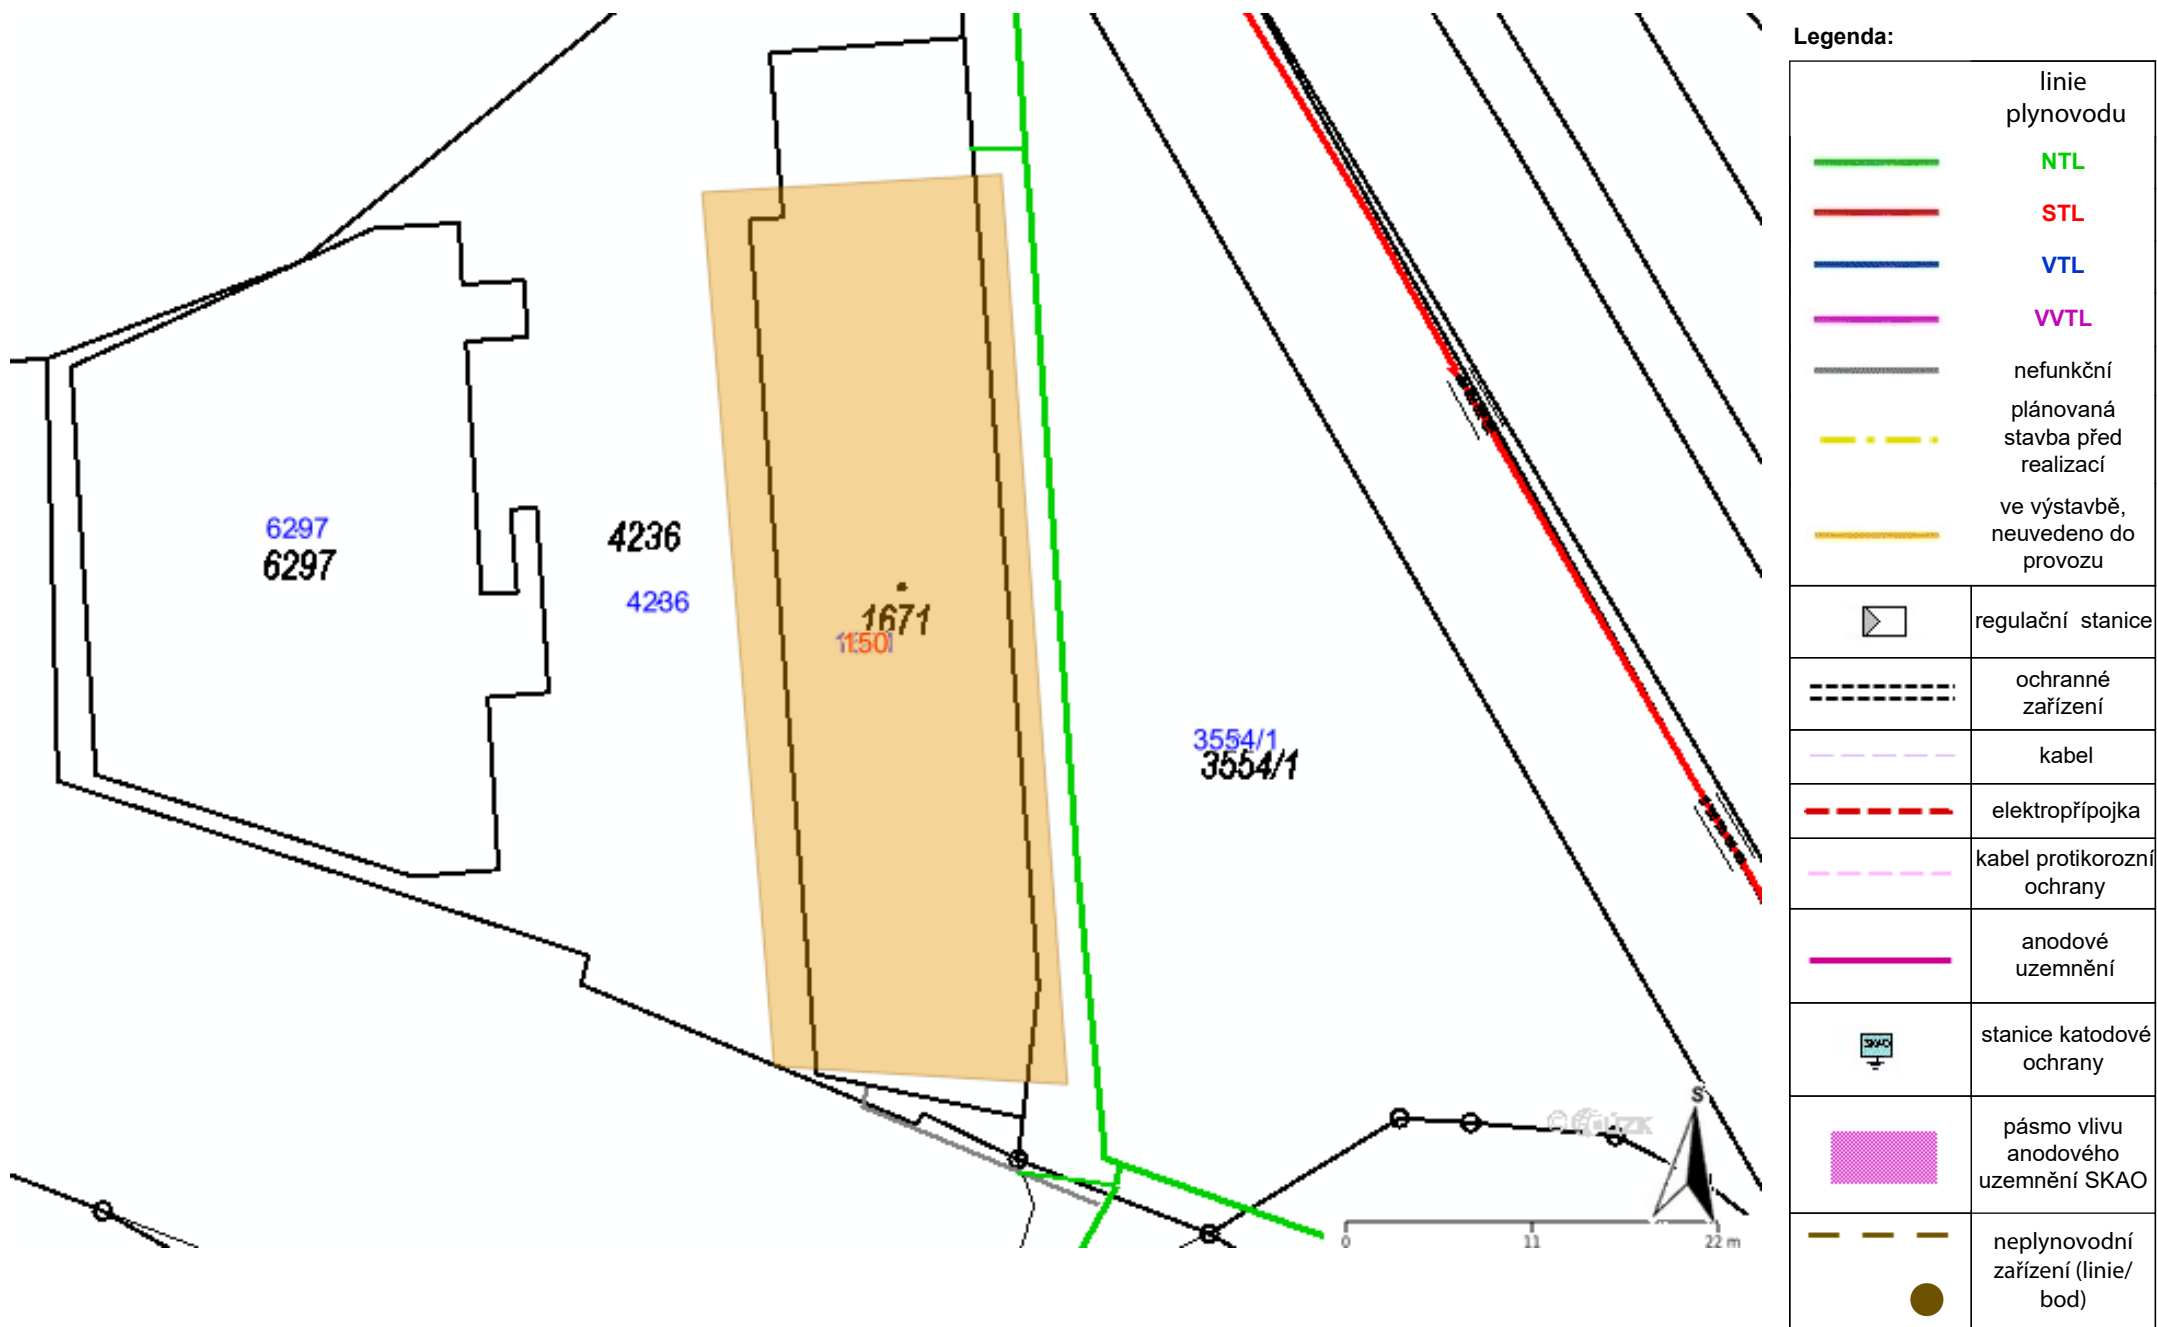 6297
6297
4236
4236
1671
150
3554/1
3554/1
S
0 11 22 m
Legenda:
linie
plynovodu
NTL
STL
VTL
VVTL
nefunkční
plánovaná
stavba před
realizací
ve výstavbě,
neuvedeno do
provozu
regulační stanice
ochranné
zařízení
kabel
elektropřípojka
kabel protikorozní
ochrany
anodové
uzemnění
SKAO
stanice katodové
ochrany
pásmo vlivu
anodového
uzemnění SKAO
neplynovodní
zařízení (linie/
bod)